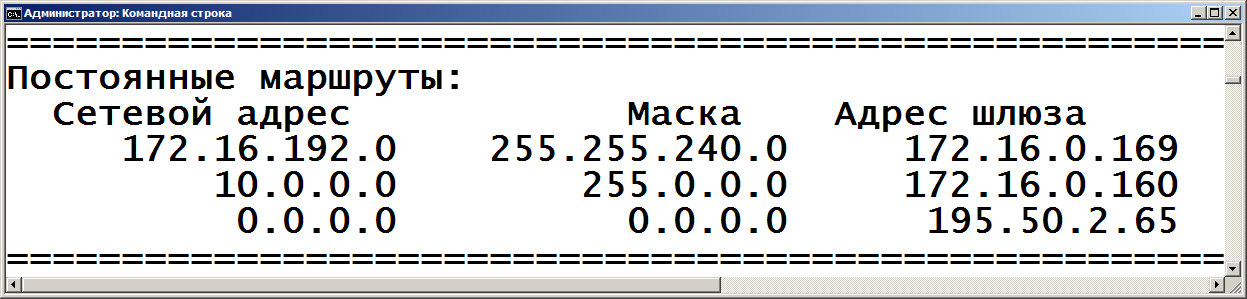 Администратор: Командная строка
===========================================================
Постоянные маршруты:
Сетевой адрес Маска Адрес шлюза
172.16.192.0 255.255.240.0 172.16.0.169
10.0.0.0 255.0.0.0 172.16.0.160
0.0.0.0 0.0.0.0 195.50.2.65
===========================================================